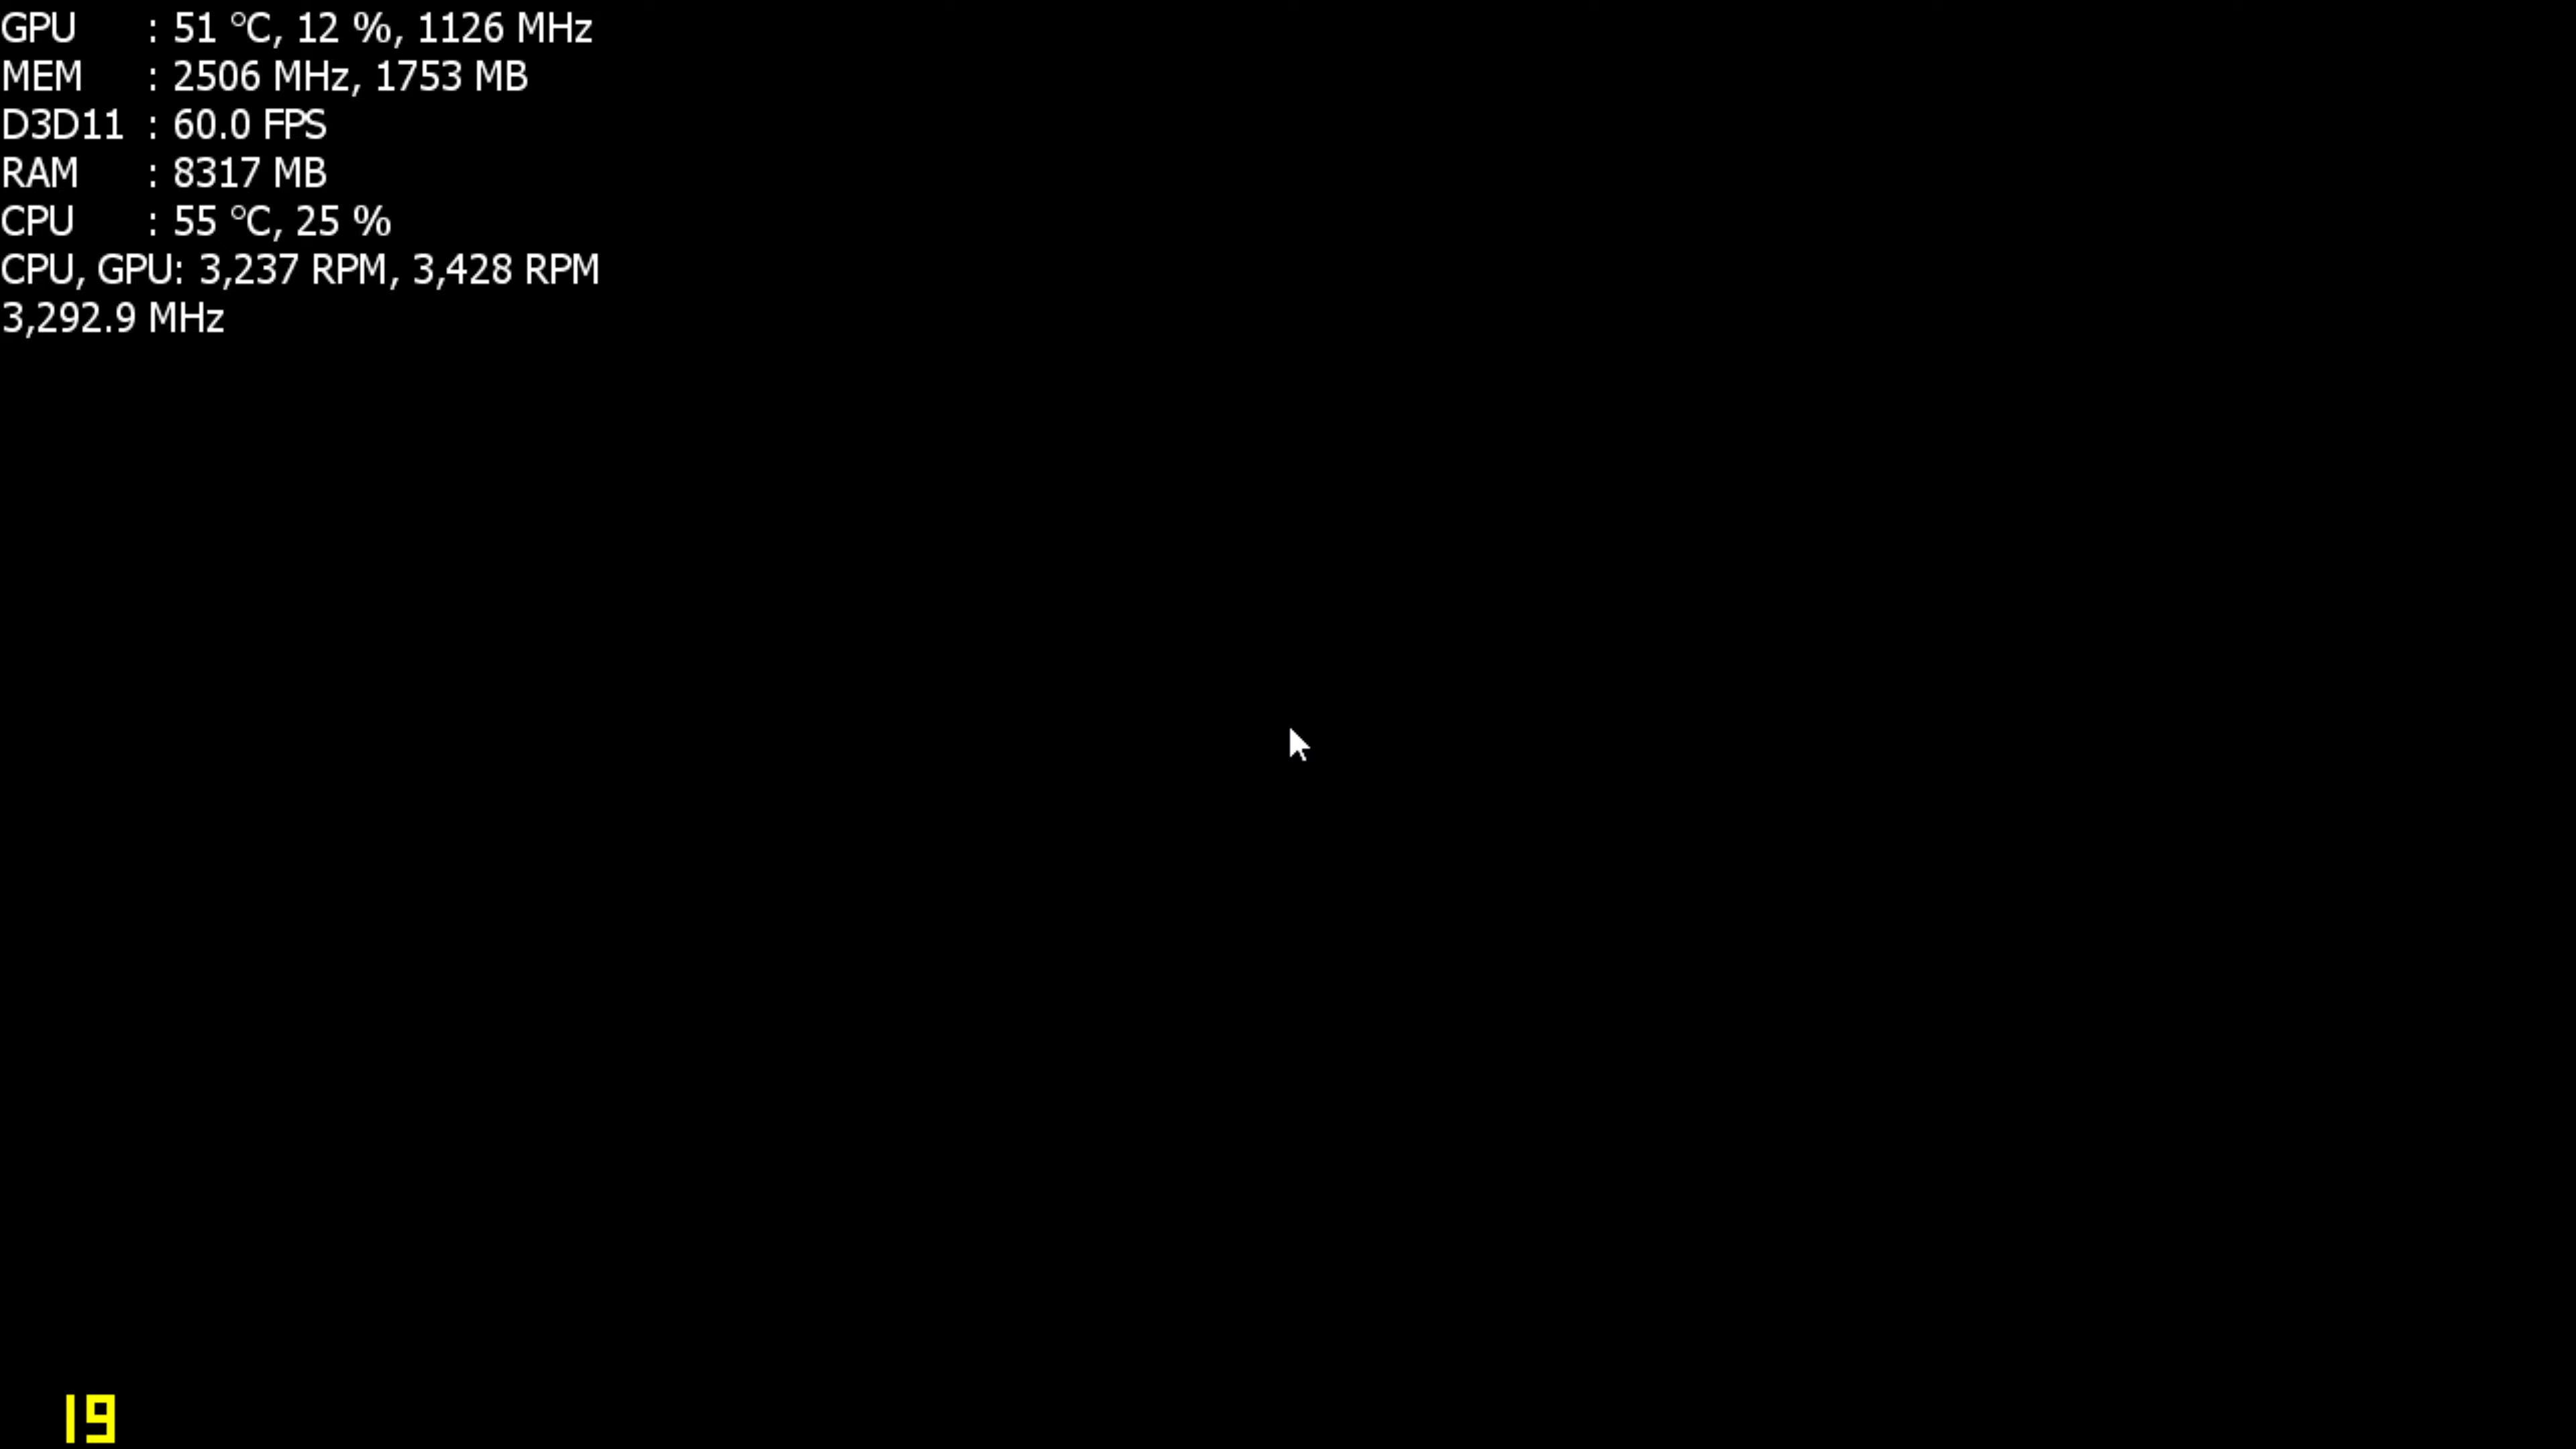 GPU : 51 °C, 12 %, 1126 MHz
MEM : 2506 MHz, 1753 MB
D3D11 : 60.0 FPS
RAM : 8317 MB
CPU : 55 °C, 25 %
CPU, GPU: 3,237 RPM, 3,428 RPM
3,292.9 MHz
19